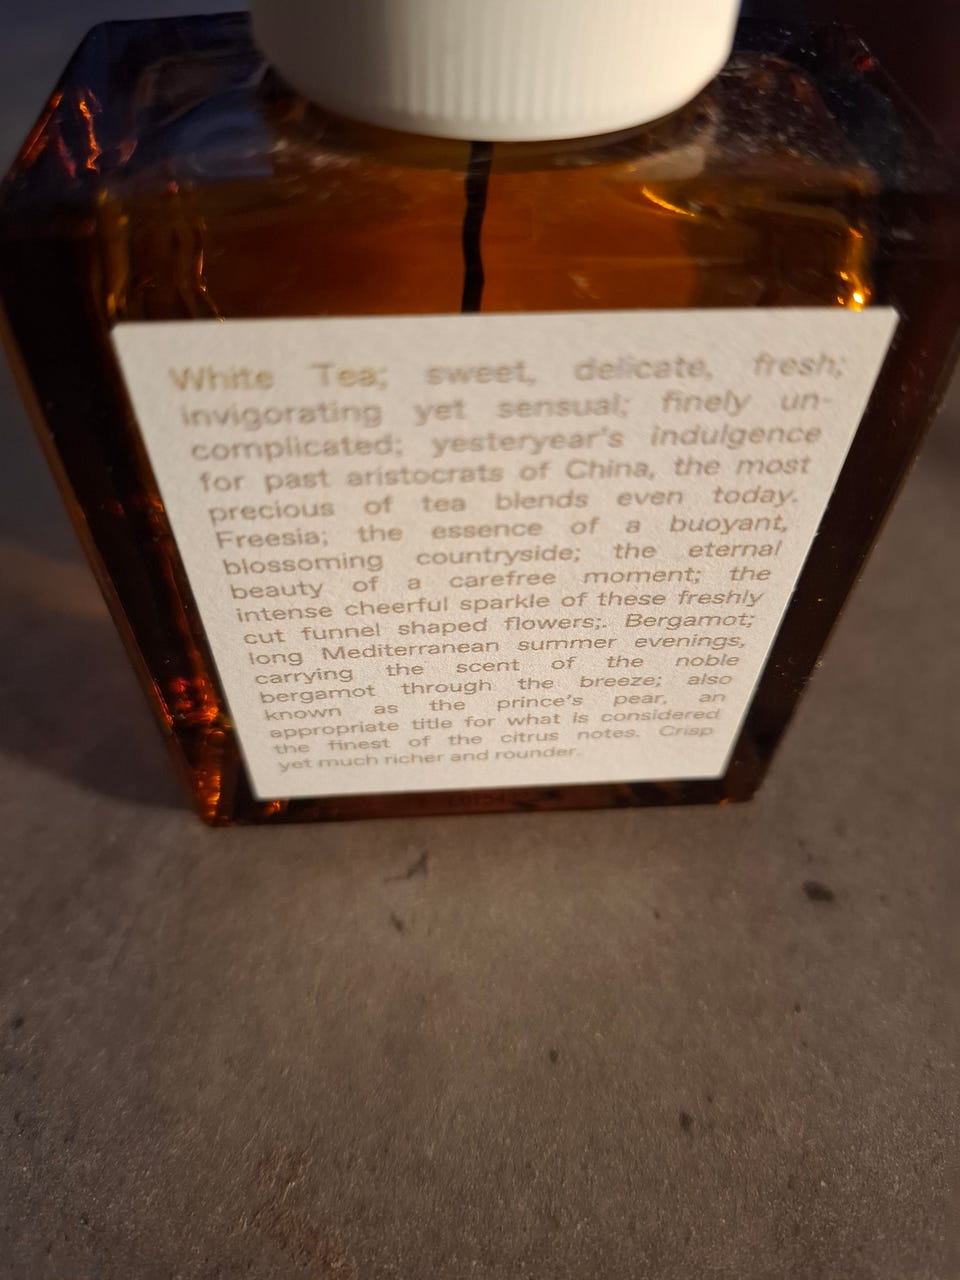 White Tea; sweet, delicate, fresh;
invigorating yet sensual; finely un-
complicated; yesteryear's indulgence
for past aristocrats of China, the most
precious of tea blends even today.
Freesia; the essence of a buoyant,
blossoming countryside; the eternal
beauty of a carefree moment; the
intense cheerful sparkle of these freshly
cut funnel shaped flowers;. Bergamot;
long Mediterranean summer evenings,
carrying the scent of the noble
bergamot through the breeze; also
known as the prince's pear, an
appropriate title for what is considered
the finest of the citrus notes. Crisp
yet much richer and rounder.